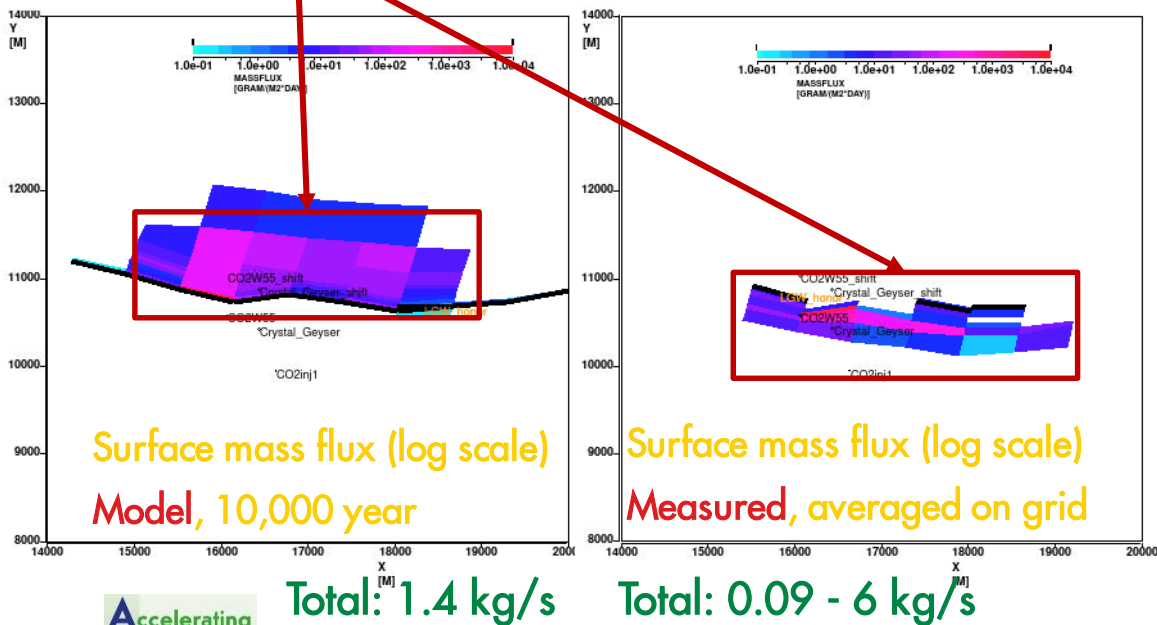 14000
Y
[M]
1.0e-01 1.0e+00 1.0e+01 1.0e+02 1.0e+03 1.0e+04
MASSFLUX
[GRAM/(M2*DAY)]
13000
12000
11000
10000
9000
8000
CO2W55_shift
Crystal_Geyser_shift
LGW_honor
CO2W55
Crystal_Geyser
CO2inj1
Surface mass flux (log scale)
Model, 10,000 year
14000 15000 16000 17000 18000 19000
X
[M]
Total: 1.4 kg/s
14000
Y
[M]
1.0e-01 1.0e+00 1.0e+01 1.0e+02 1.0e+03 1.0e+04
MASSFLUX
[GRAM/(M2*DAY)]
13000
12000
11000
10000
9000
8000
CO2W55_shift
Crystal_Geyser_shift
LGW_honor
CO2W55
Crystal_Geyser
CO2inj1
Surface mass flux (log scale)
Measured, averaged on grid
14000 15000 16000 17000 18000 19000 20000
X
[M]
Total: 0.09 - 6 kg/s
Accelerating